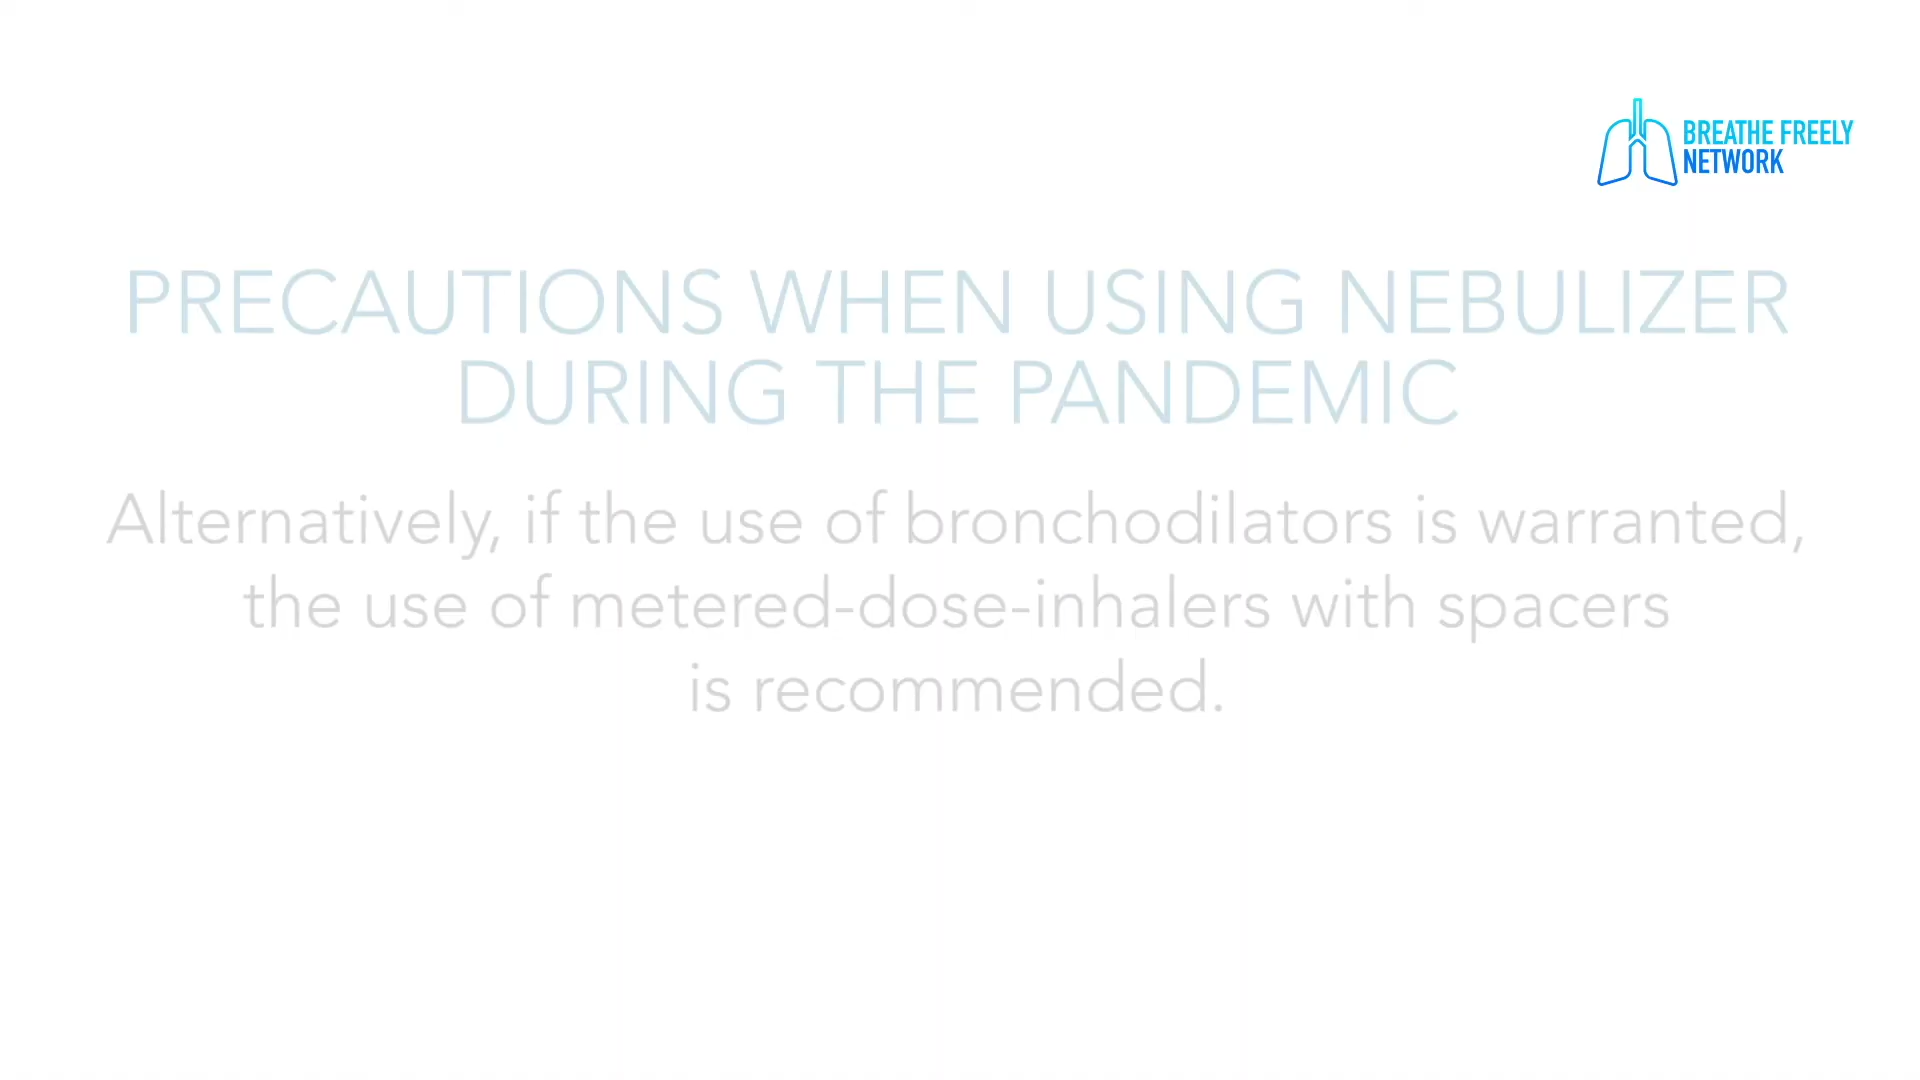 BREATHE FREELY
NETWORK
PRECAUTIONS WHEN USING NEBULIZER
DURING THE PANDEMIC
Alternatively, if the use of bronchodilators is warranted,
the use of metered-dose-inhalers with spacers
is recommended.